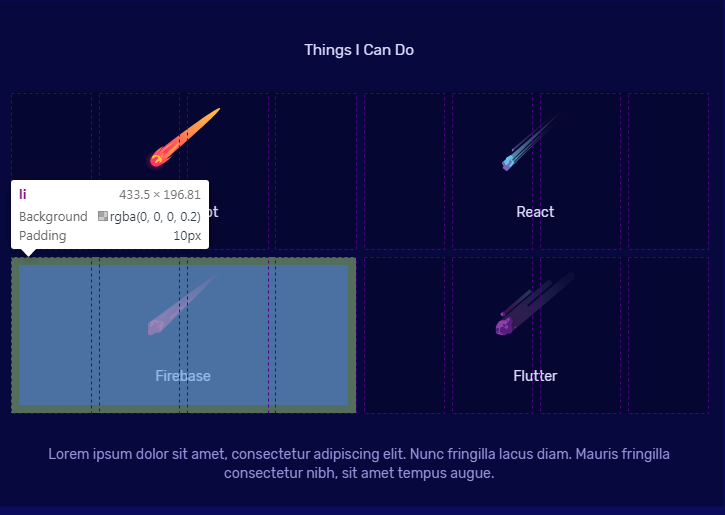 Things I Can Do
li 433.5 × 196.81
Background rgba(0, 0, 0, 0.2)
Padding 10px
React
Firebase
Flutter
Lorem ipsum dolor sit amet, consectetur adipiscing elit. Nunc fringilla lacus diam. Mauris fringilla
consectetur nibh, sit amet tempus augue.